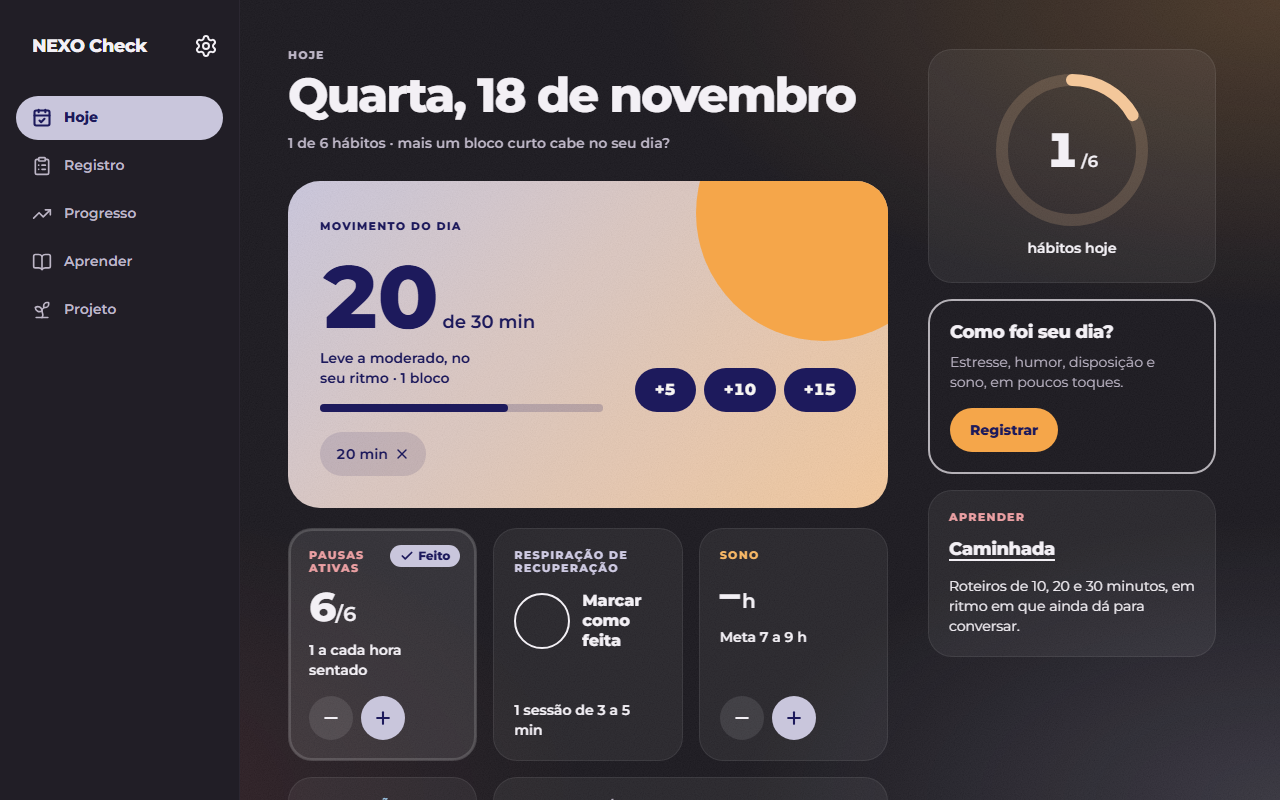 NEXO Check
Hoje
Registro
Progresso
Aprender
Projeto
HOJE
Quarta, 18 de novembro
1 de 6 hábitos · mais um bloco curto cabe no seu dia?
MOVIMENTO DO DIA
20 de 30 min
Leve a moderado, no
seu ritmo · 1 bloco
+5
+10
+15
20 min
PAUSAS
ATIVAS
Feito
6/6
1 a cada hora
sentado
RESPIRAÇÃO DE
RECUPERAÇÃO
Marcar
como
feita
1 sessão de 3 a 5
min
SONO
–h
Meta 7 a 9 h
1/6
hábitos hoje
Como foi seu dia?
Estresse, humor, disposição e
sono, em poucos toques.
Registrar
APRENDER
Caminhada
Roteiros de 10, 20 e 30 minutos, em
ritmo em que ainda dá para
conversar.